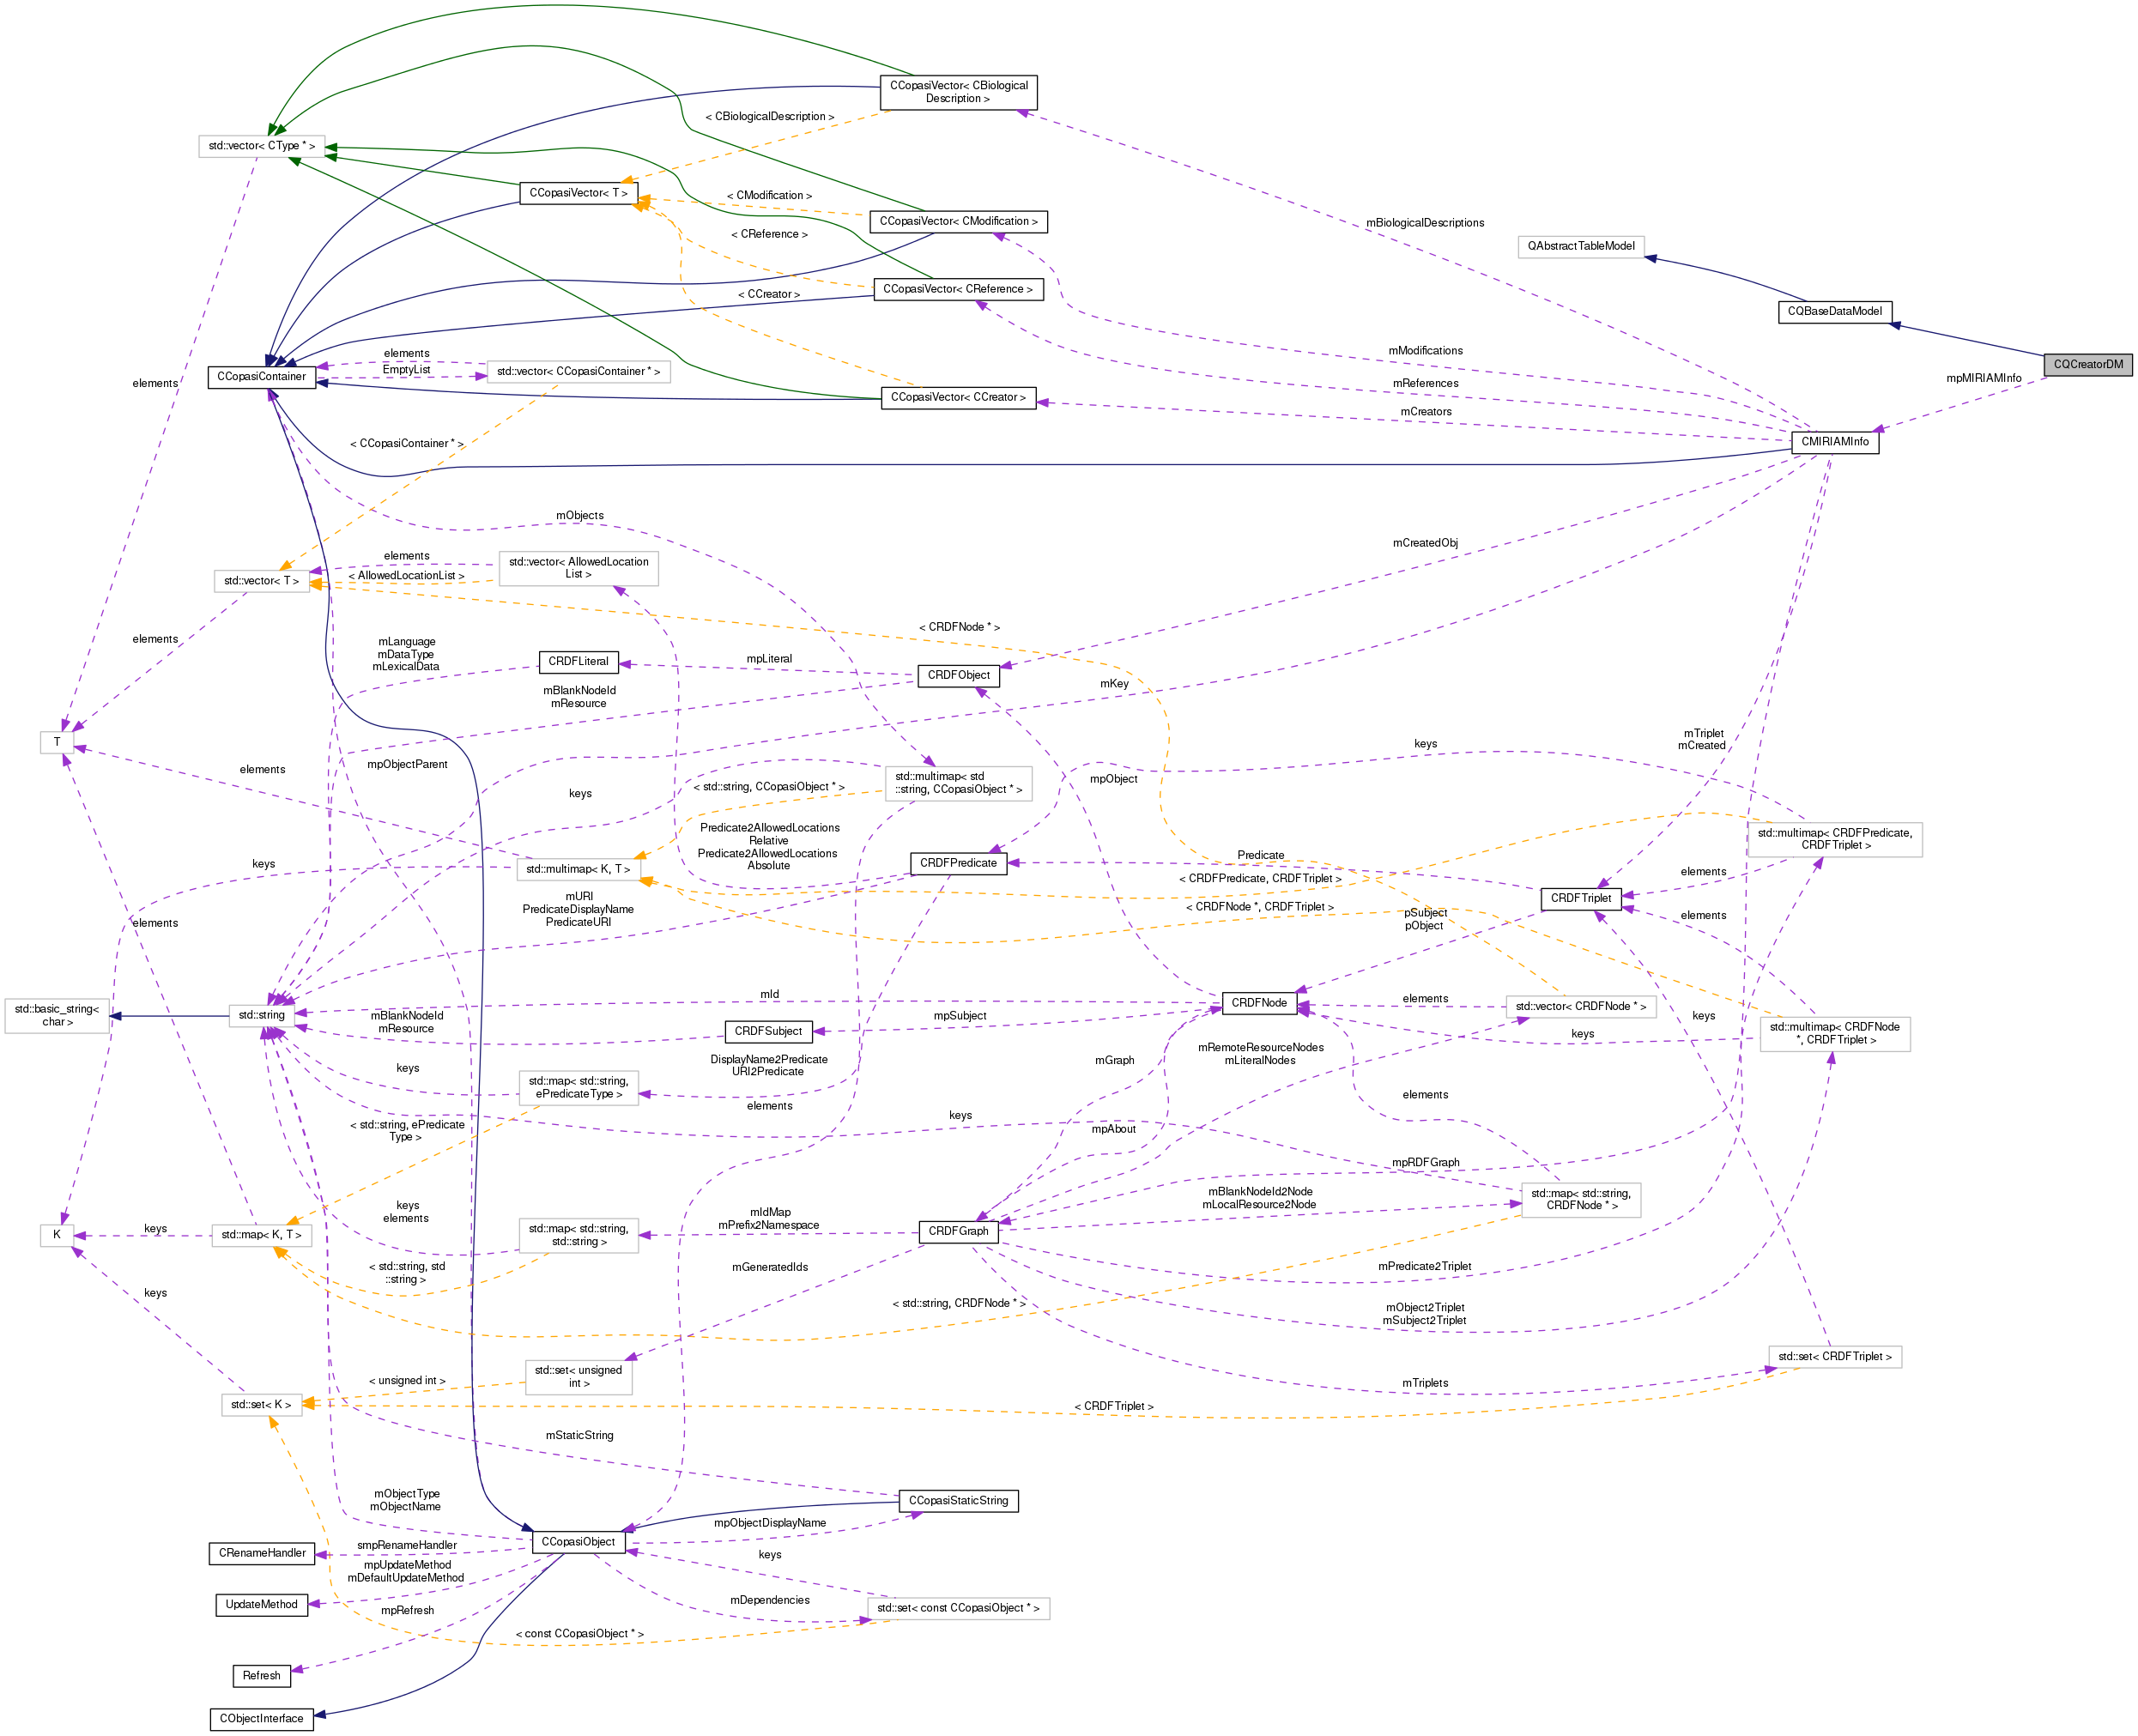 CCopasiVector< CBiological
Description >
< CBiologicalDescription >
std::vector< CType * >
CCopasiVector< T >
< CModification >
CCopasiVector< CModification >
mBiologicalDescriptions
< CReference >
QAbstractTableModel
CCopasiVector< CReference >
< CCreator >
CQBaseDataModel
elements
mModifications
CQCreatorDM
CCopasiContainer
EmptyList
std::vector< CCopasiContainer * >
mpMIRIAMInfo
elements
mReferences
CCopasiVector< CCreator >
mCreators
< CCopasiContainer * >
CMIRIAMInfo
mObjects
mCreatedObj
elements
std::vector< AllowedLocation
List >
std::vector< T >
< AllowedLocationList >
elements
< CRDFNode * >
mLanguage
mDataType
mLexicalData
CRDFLiteral
mpLiteral
CRDFObject
mKey
mBlankNodeId
mResource
T
mTriplet
mCreated
keys
mpObjectParent
elements
mpObject
std::multimap< std
::string, CCopasiObject * >
< std::string, CCopasiObject * >
keys
Predicate2AllowedLocations
Relative
Predicate2AllowedLocations
Absolute
std::multimap< CRDFPredicate,
CRDFTriplet >
keys
std::multimap< K, T >
CRDFPredicate
Predicate
elements
< CRDFPredicate, CRDFTriplet >
CRDFTriplet
mURI
PredicateDisplayName
PredicateURI
< CRDFNode *, CRDFTriplet >
pSubject
pObject
elements
elements
std::basic_string<
char >
std::string
mId
CRDFNode
elements
std::vector< CRDFNode * >
mBlankNodeId
mResource
CRDFSubject
mpSubject
keys
keys
std::multimap< CRDFNode
*, CRDFTriplet >
DisplayName2Predicate
URI2Predicate
mGraph
mRemoteResourceNodes
mLiteralNodes
keys
std::map< std::string,
ePredicateType >
elements
elements
keys
< std::string, ePredicate
Type >
mpAbout
mpRDFGraph
keys
elements
mIdMap
mPrefix2Namespace
mBlankNodeId2Node
mLocalResource2Node
std::map< std::string,
CRDFNode * >
K
keys
std::map< K, T >
std::map< std::string,
std::string >
CRDFGraph
< std::string, std
::string >
mGeneratedIds
mPredicate2Triplet
keys
< std::string, CRDFNode * >
mObject2Triplet
mSubject2Triplet
std::set< CRDFTriplet >
< unsigned int >
std::set< unsigned
int >
mTriplets
std::set< K >
< CRDFTriplet >
mStaticString
mObjectType
mObjectName
CCopasiStaticString
mpObjectDisplayName
CCopasiObject
CRenameHandler
smpRenameHandler
keys
mpUpdateMethod
mDefaultUpdateMethod
UpdateMethod
mDependencies
std::set< const CCopasiObject * >
mpRefresh
< const CCopasiObject * >
Refresh
CObjectInterface